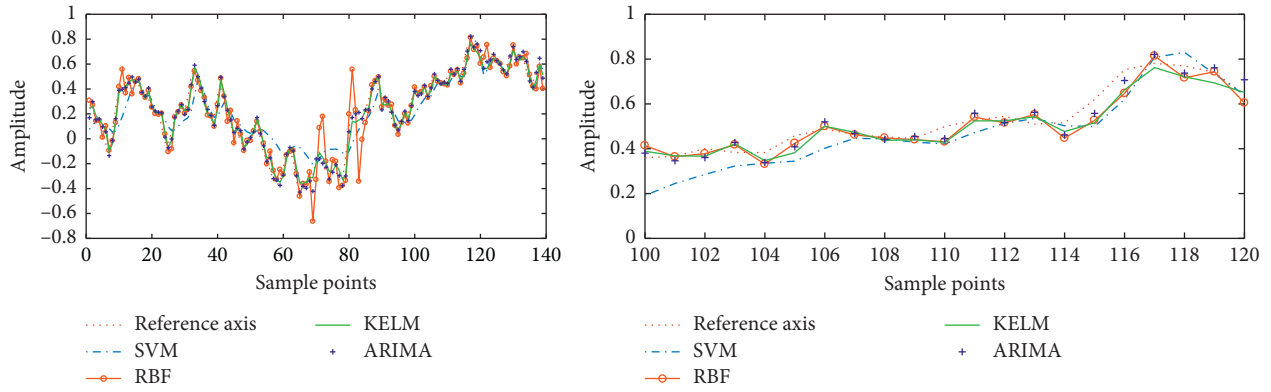 1
0.8
0.6
0.4
0.2
0
–0.2
–0.4
–0.6
–0.8
Amplitude
0 20 40 60 80 100 120 140
Sample points
Reference axis
SVM
RBF
KELM
ARIMA
1
0.8
0.6
0.4
0.2
0
Amplitude
100 102 104 106 108 110 112 114 116 118 120
Sample points
Reference axis
SVM
RBF
KELM
ARIMA